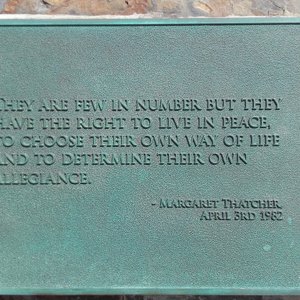 THEY ARE FEW IN NUMBER BUT THEY
HAVE THE RIGHT TO LIVE IN PEACE,
TO CHOOSE THEIR OWN WAY OF LIFE
AND TO DETERMINE THEIR OWN
ALLEGIANCE.
- MARGARET THATCHER
APRIL 3RD 1982